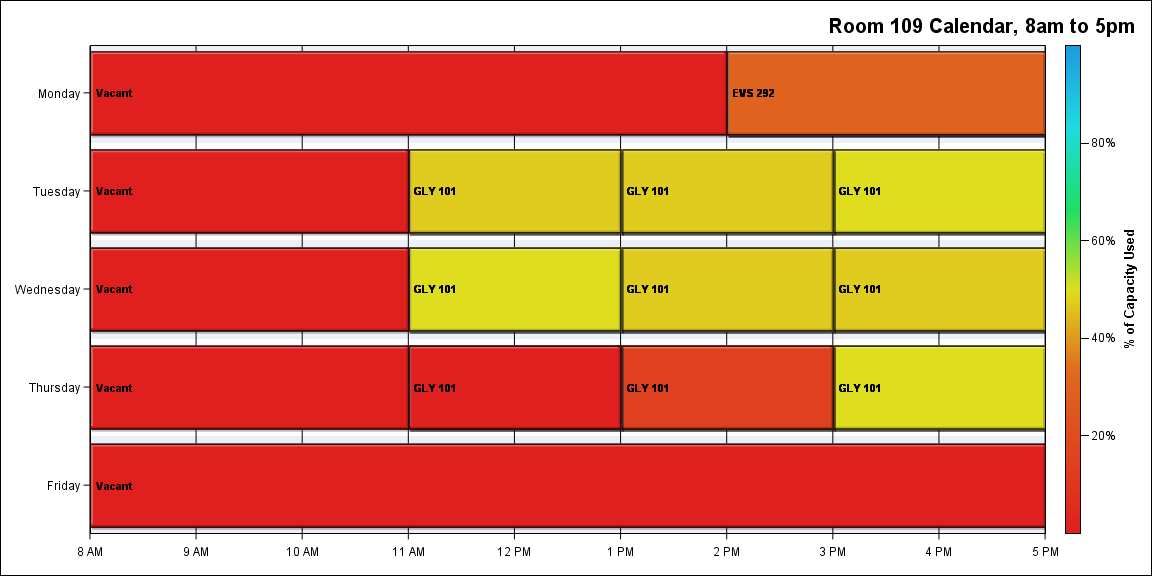 Room 109 Calendar, 8am to 5pm
Monday
Vacant
EVS 292
Tuesday
Vacant
GLY 101
GLY 101
GLY 101
Wednesday
Vacant
GLY 101
GLY 101
GLY 101
Thursday
Vacant
GLY 101
GLY 101
GLY 101
Friday
Vacant
8 AM
9 AM
10 AM
11 AM
12 PM
1 PM
2 PM
3 PM
4 PM
5 PM
80%
60%
40%
20%
% of Capacity Used